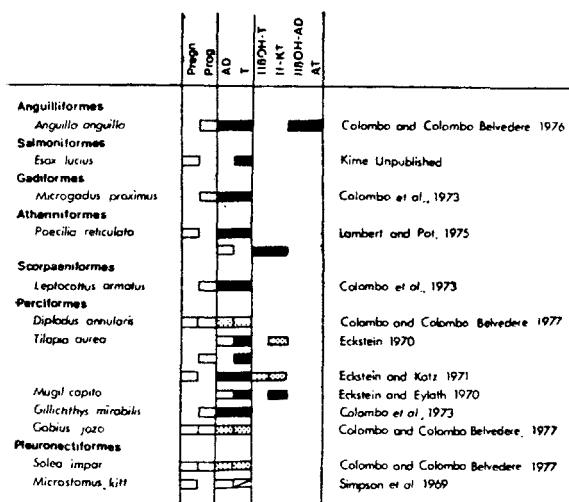 Pregn Prog AD T 11BOH-T 11-KT 11BOH-AD AT
Anguilliformes
Anguilla anguilla Colombo and Colombo Belvedere 1976
Salmoniformes
Esox lucius Kime Unpublished
Gadiformes
Microgadus proximus Colombo et al., 1973
Atheriniformes
Poecilia reticulata Lambert and Pot, 1975
Scorpaeniformes
Leptocottus armatus Colombo et al., 1973
Perciformes
Diplodus annularis Colombo and Colombo Belvedere 1977
Tilapia aurea Eckstein 1970
Eckstein and Katz 1971
Mugil capito Eckstein and Eylath 1970
Gillichthys mirabilis Colombo et al, 1973
Gobius jozo Colombo and Colombo Belvedere, 1977
Pleuronectiformes
Solea impar Colombo and Colombo Belvedere 1977
Microstomus kitt Simpson et al 1969